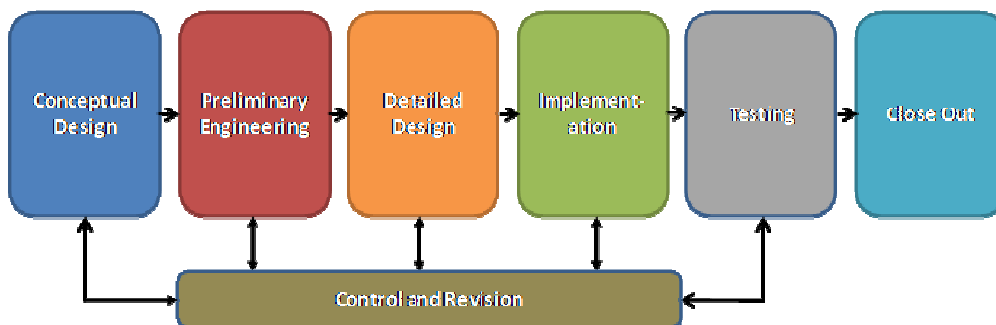 Conceptual
Design
Preliminary
Engineering
Detailed
Design
Implement-
ation
Testing
Close Out
Control and Revision